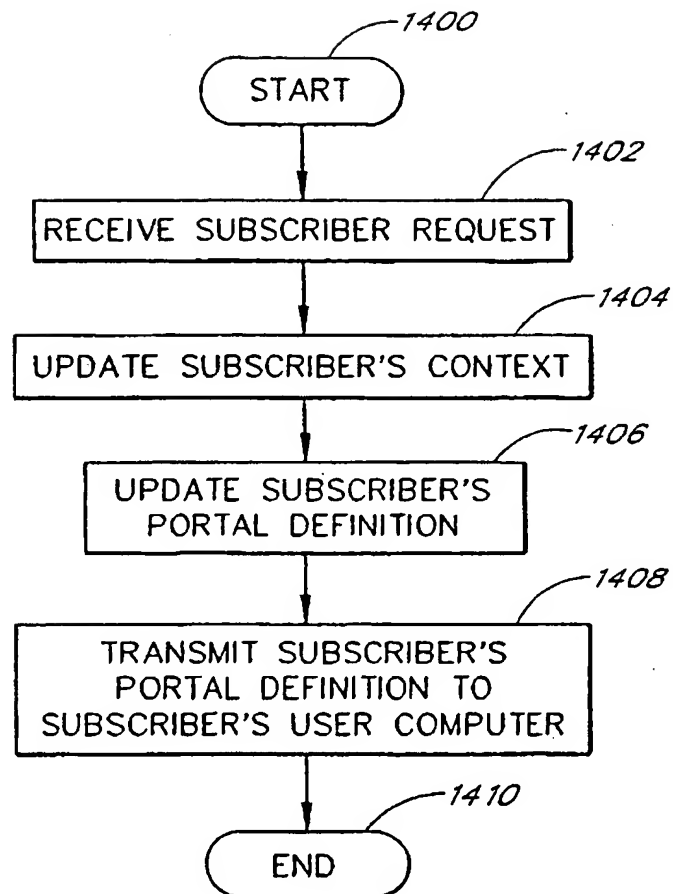 1400
START
1402
RECEIVE SUBSCRIBER REQUEST
1404
UPDATE SUBSCRIBER'S CONTEXT
1406
UPDATE SUBSCRIBER'S
PORTAL DEFINITION
1408
TRANSMIT SUBSCRIBER'S
PORTAL DEFINITION TO
SUBSCRIBER'S USER COMPUTER
1410
END